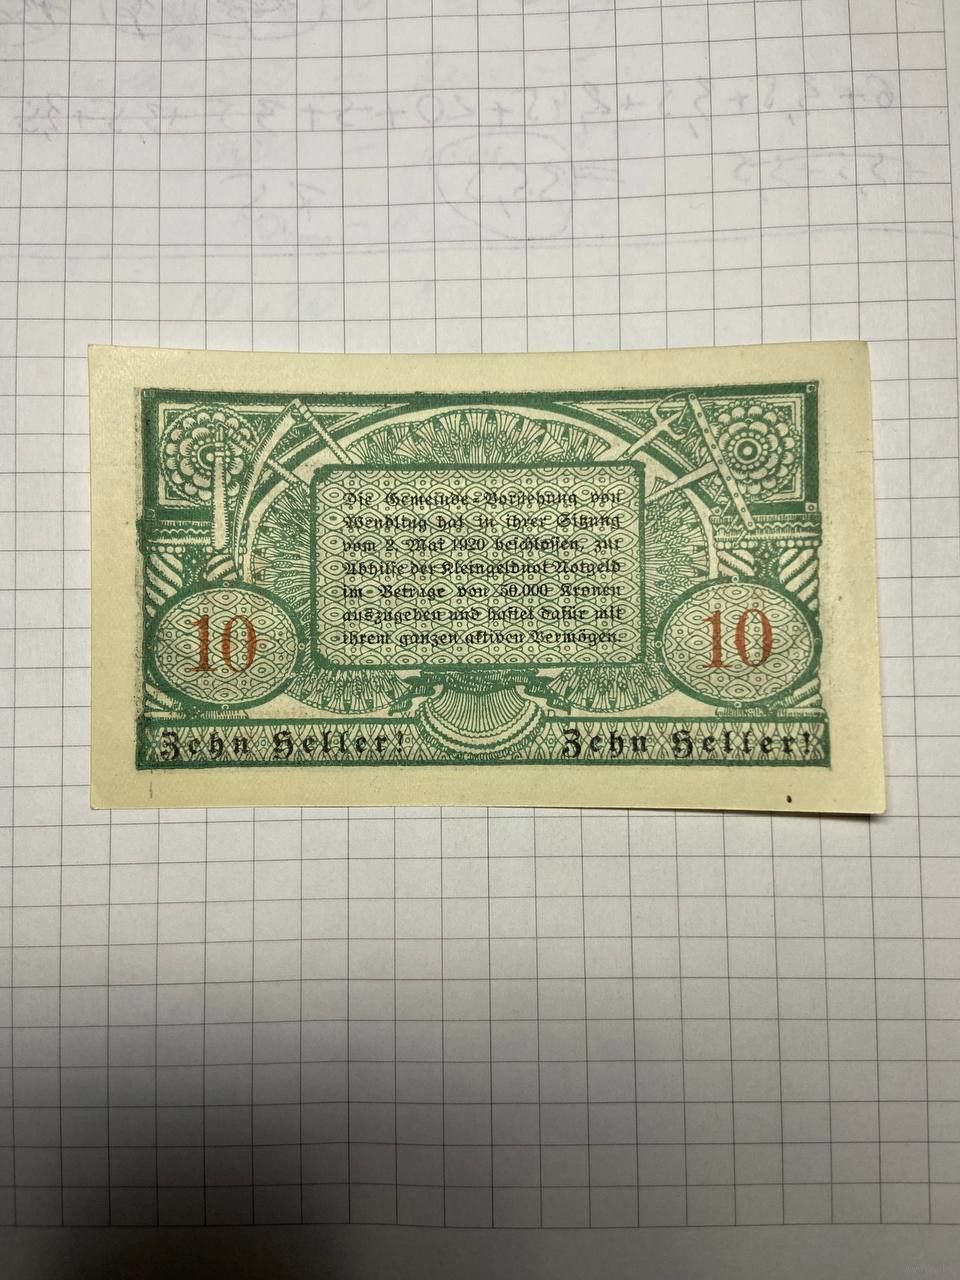 Die Gemeinde-Vorstehung von
Wendling hat in ihrer Sitzung
vom 2. Mai 1920 beschlossen, zur
Abhilfe der Kleingeldnot Notgeld
im Betrage von 50.000 Kronen
auszugeben und haftet dafür mit
ihrem ganzen aktiven Vermögen.
10 10
Zehn Heller! Zehn Heller!